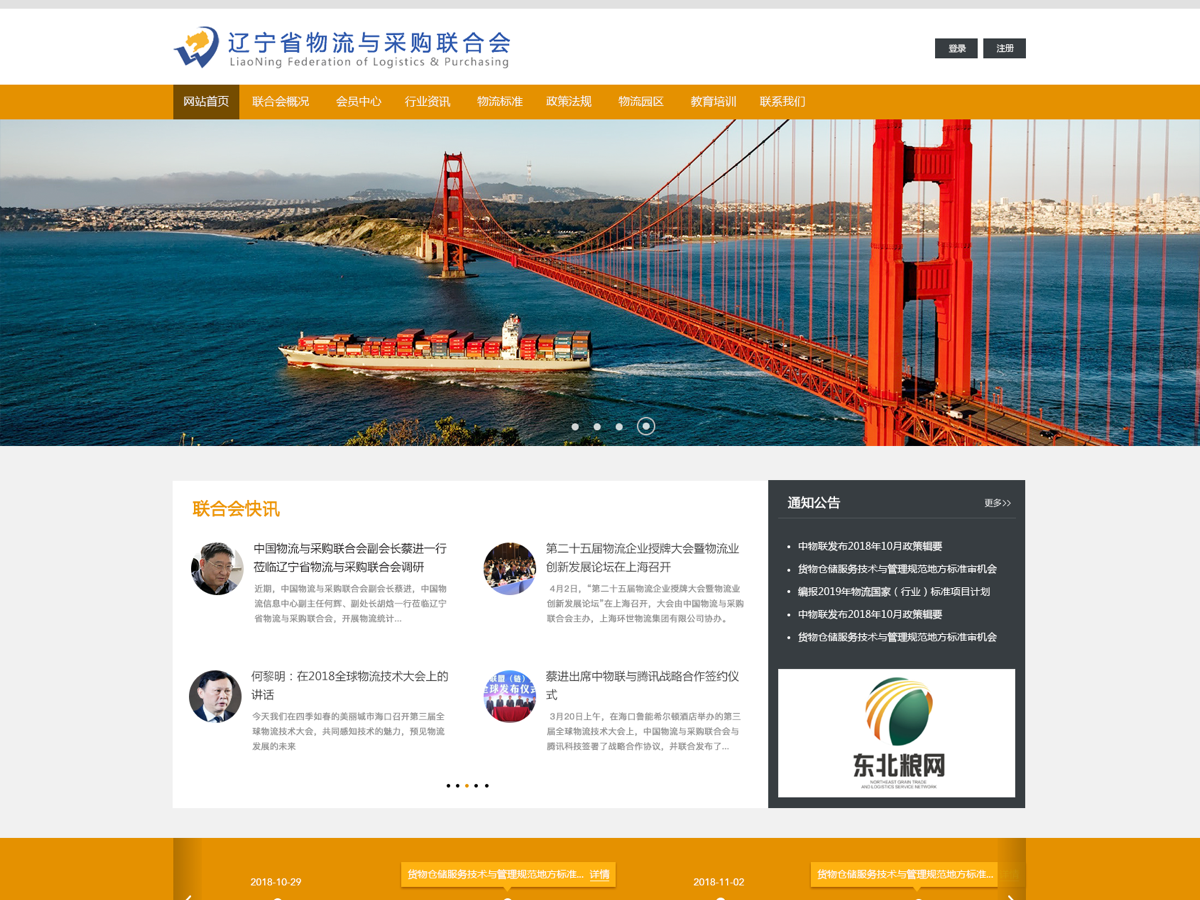 辽宁省物流与采购联合会
LiaoNing Federation of Logistics & Purchasing
登录
注册
网站首页
联合会概况
会员中心
行业资讯
物流标准
政策法规
物流园区
教育培训
联系我们
联合会快讯
中国物流与采购联合会副会长蔡进一行
莅临辽宁省物流与采购联合会调研
近期，中国物流与采购联合会副会长蔡进，中国物
流信息中心副主任何辉、副处长胡焓一行莅临辽宁
省物流与采购联合会，开展物流统计...
第二十五届物流企业授牌大会暨物流业
创新发展论坛在上海召开
4月2日，“第二十五届物流企业授牌大会暨物流业
创新发展论坛”在上海召开，大会由中国物流与采购
联合会主办，上海环世物流集团有限公司协办。
何黎明：在2018全球物流技术大会上的
讲话
今天我们在四季如春的美丽城市海口召开第三届全
球物流技术大会，共同感知技术的魅力，预见物流
发展的未来
联盟（链）
全球发布仪式
蔡进出席中物联与腾讯战略合作签约仪
式
3月20日上午，在海口鲁能希尔顿酒店举办的第三
届全球物流技术大会上，中国物流与采购联合会与
腾讯科技签署了战略合作协议，并联合发布了...
通知公告
更多>>
• 中物联发布2018年10月政策辑要
• 货物仓储服务技术与管理规范地方标准审机会
• 编报2019年物流国家（行业）标准项目计划
• 中物联发布2018年10月政策辑要
• 货物仓储服务技术与管理规范地方标准审机会
东北粮网
NORTHEAST GRAIN TRADE
AND LOGISTICS SERVICE NETWORK
2018-10-29
货物仓储服务技术与管理规范地方标准... 详情
2018-11-02
货物仓储服务技术与管理规范地方标准...